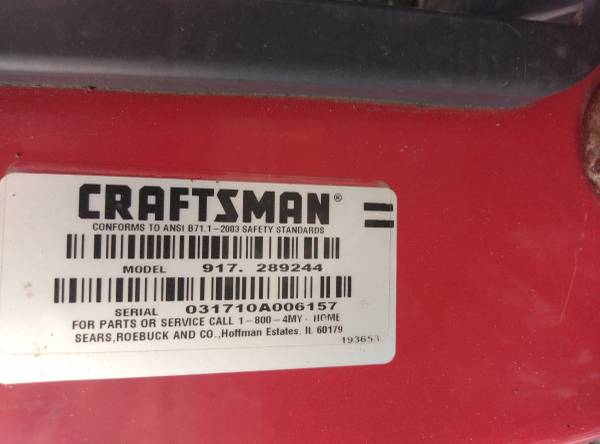 CRAFTSMAN®
CONFORMS TO ANSI B71.1-2003 SAFETY STANDARDS
MODEL 917. 289244
SERIAL 031710A006157
FOR PARTS OR SERVICE CALL 1-800-4MY-HOME
SEARS,ROEBUCK AND CO.,Hoffman Estates, IL 60179
193653